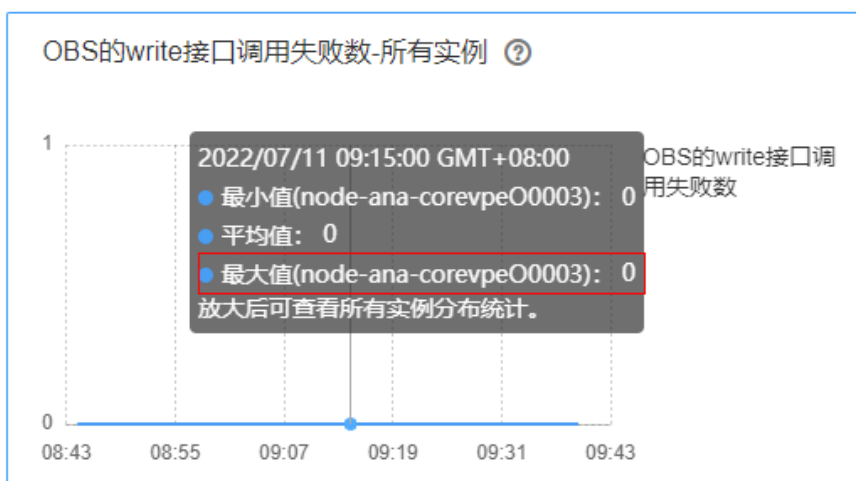 OBS的write接口调用失败数-所有实例 ?
1
2022/07/11 09:15:00 GMT+08:00
最小值(node-ana-corevpeO0003)： 0
平均值： 0
最大值(node-ana-corevpeO0003)： 0
放大后可查看所有实例分布统计。
OBS的write接口调
用失败数
0
08:43 08:55 09:07 09:19 09:31 09:43